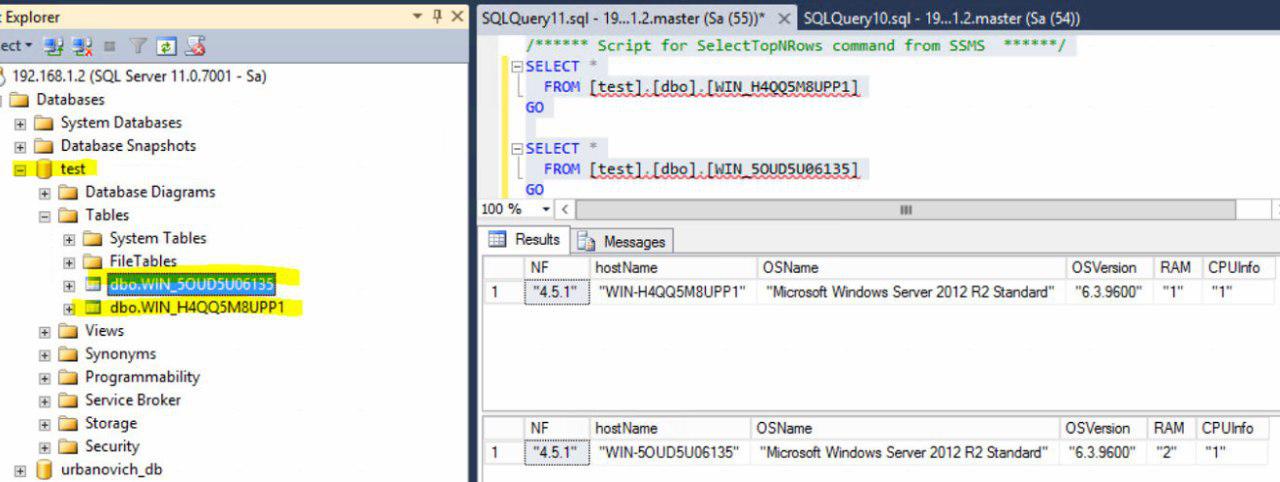 t Explorer
ect
192.168.1.2 (SQL Server 11.0.7001 - Sa)
Databases
System Databases
Database Snapshots
test
Database Diagrams
Tables
System Tables
FileTables
dbo.WIN_5OUD5U06135
dbo.WIN_H4QQ5M8UPP1
Views
Synonyms
Programmability
Service Broker
Storage
Security
urbanovich_db
SQLQuery11.sql - 19...1.2.master (Sa (55))* SQLQuery10.sql - 19...1.2.master (Sa (54))
/****** Script for SelectTopNRows command from SSMS ******/
SELECT *
FROM [test].[dbo].[WIN_H4QQ5M8UPP1]
GO
SELECT *
FROM [test].[dbo].[WIN_5OUD5U06135]
GO
100 %
Results Messages
NF hostName OSName OSVersion RAM CPUInfo
1 "4.5.1" "WIN-H4QQ5M8UPP1" "Microsoft Windows Server 2012 R2 Standard" "6.3.9600" "1" "1"
NF hostName OSName OSVersion RAM CPUInfo
1 "4.5.1" "WIN-5OUD5U06135" "Microsoft Windows Server 2012 R2 Standard" "6.3.9600" "2" "1"